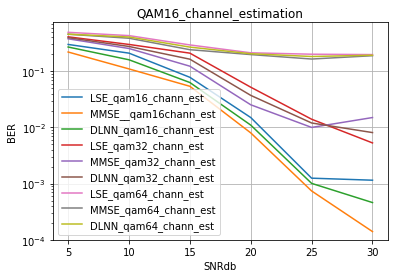 QAM16_channel_estimation
BER
10⁻¹
10⁻²
10⁻³
10⁻⁴
LSE_qam16_chann_est
MMSE__qam16chann_est
DLNN_qam16_chann_est
LSE_qam32_chann_est
MMSE_qam32_chann_est
DLNN_qam32_chann_est
LSE_qam64_chann_est
MMSE_qam64_chann_est
DLNN_qam64_chann_est
5 10 15 20 25 30
SNRdb